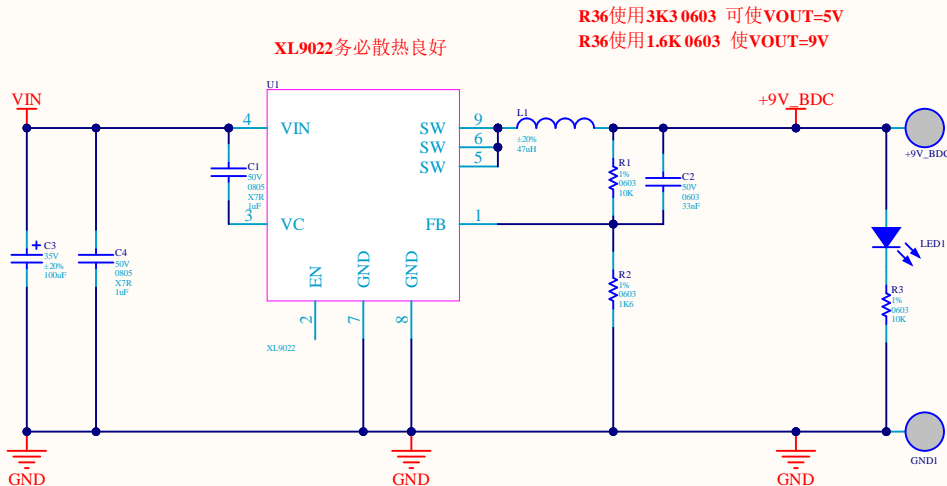 R36使用3K3 0603 可使VOUT=5V
R36使用1.6K 0603 使VOUT=9V
XL9022务必散热良好
U1
VIN
4
VIN
VC
3
EN
2
GND
7
GND
8
SW
9
SW
6
SW
5
FB
1
XL9022
C1
50V
0805
X7R
1uF
C3
35V
±20%
100uF
C4
50V
0805
X7R
1uF
L1
±20%
47uH
R1
1%
0603
10K
C2
50V
0603
33nF
R2
1%
0603
1K6
+9V_BDC
+9V_BDC
LED1
R3
1%
0603
10K
GND1
GND
GND
GND